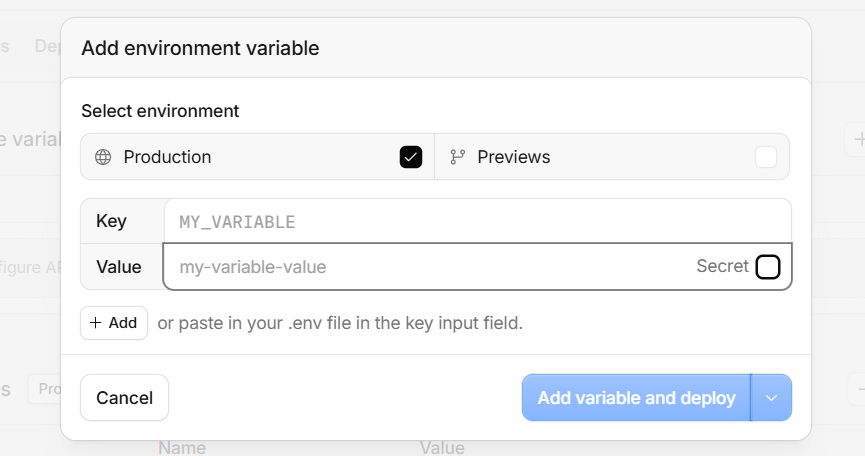 Add environment variable
Select environment
Production Previews
Key MY_VARIABLE
Value my-variable-value Secret
+ Add or paste in your .env file in the key input field.
Cancel Add variable and deploy
Name Value